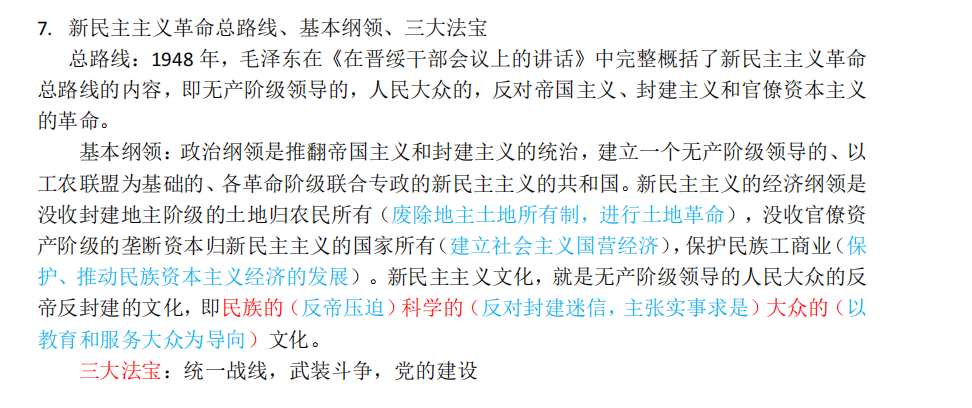 7. 新民主主义革命总路线、基本纲领、三大法宝
总路线：1948 年，毛泽东在《在晋绥干部会议上的讲话》中完整概括了新民主主义革命
总路线的内容，即无产阶级领导的，人民大众的，反对帝国主义、封建主义和官僚资本主义
的革命。
基本纲领：政治纲领是推翻帝国主义和封建主义的统治，建立一个无产阶级领导的、以
工农联盟为基础的、各革命阶级联合专政的新民主主义的共和国。新民主主义的经济纲领是
没收封建地主阶级的土地归农民所有（废除地主土地所有制，进行土地革命），没收官僚资
产阶级的垄断资本归新民主主义的国家所有（建立社会主义国营经济），保护民族工商业（保
护、推动民族资本主义经济的发展）。新民主主义文化，就是无产阶级领导的人民大众的反
帝反封建的文化，即民族的（反帝压迫）科学的（反对封建迷信，主张实事求是）大众的（以
教育和服务大众为导向）文化。
三大法宝：统一战线，武装斗争，党的建设